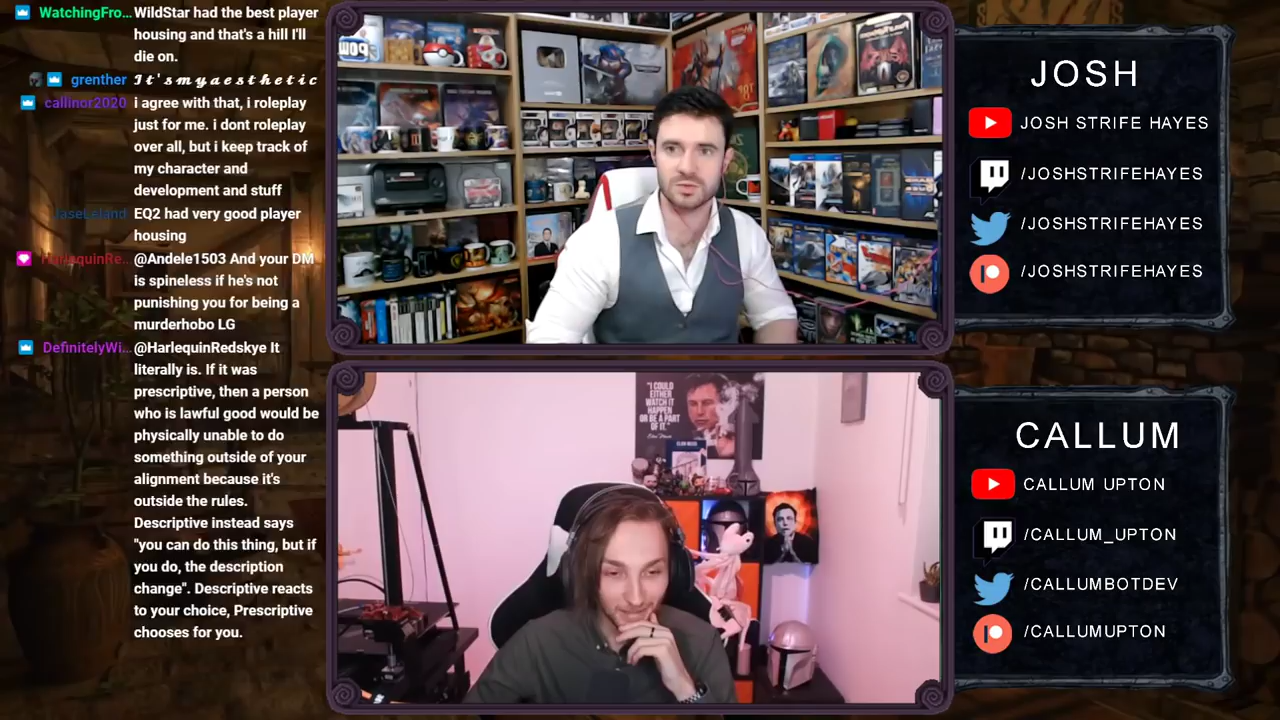 WatchingFro... WildStar had the best player
housing and that's a hill I'll
die on.
grenther It'smyaesthetic
callinor2020 i agree with that, i roleplay
just for me. i dont roleplay
over all, but i keep track of
my character and
development and stuff
JaseLeland EQ2 had very good player
housing
HarlequinRe... @Andele1503 And your DM
is spineless if he's not
punishing you for being a
murderhobo LG
DefinitelyWi... @HarlequinRedskye It
literally is. If it was
prescriptive, then a person
who is lawful good would be
physically unable to do
something outside of your
alignment because it's
outside the rules.
Descriptive instead says
"you can do this thing, but if
you do, the description
change". Descriptive reacts
to your choice, Prescriptive
chooses for you.
JOSH
JOSH STRIFE HAYES
/JOSHSTRIFEHAYES
/JOSHSTRIFEHAYES
/JOSHSTRIFEHAYES
"I COULD
EITHER
WATCH IT
HAPPEN
OR BE A PART
OF IT."
CALLUM
CALLUM UPTON
/CALLUM_UPTON
/CALLUMBOTDEV
/CALLUMUPTON